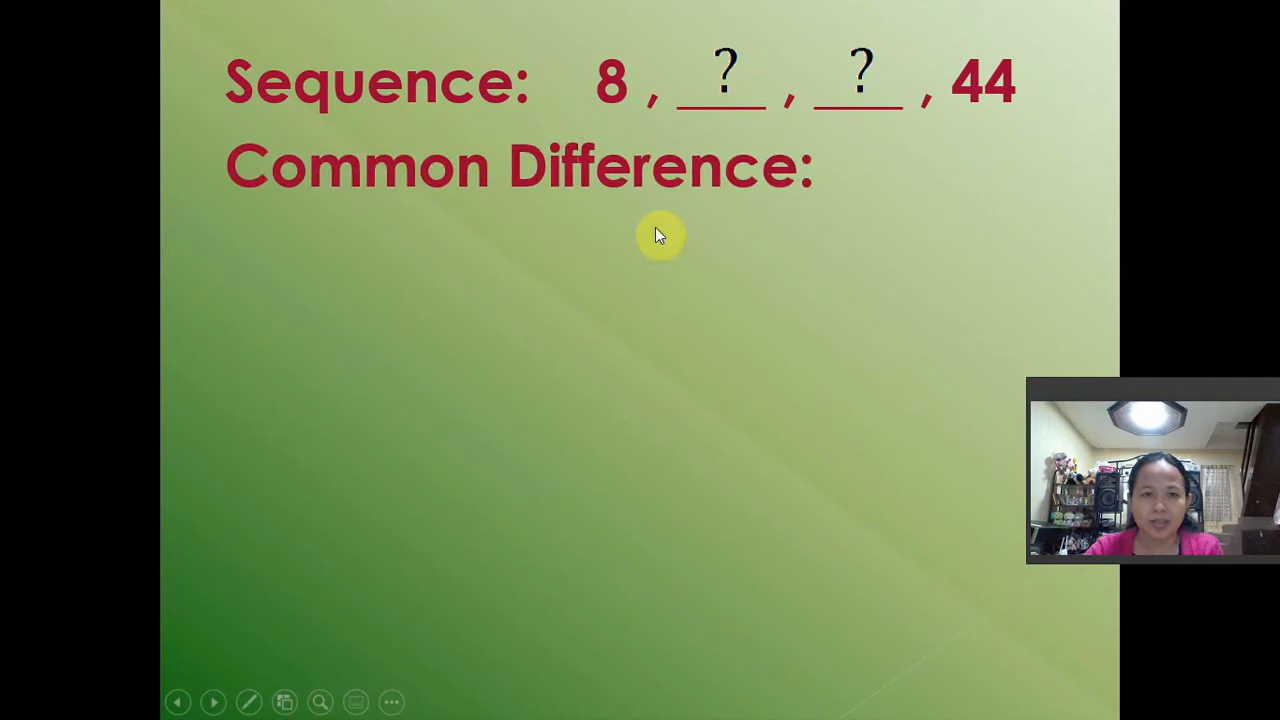 Sequence: 8 , ? , ? , 44
Common Difference: